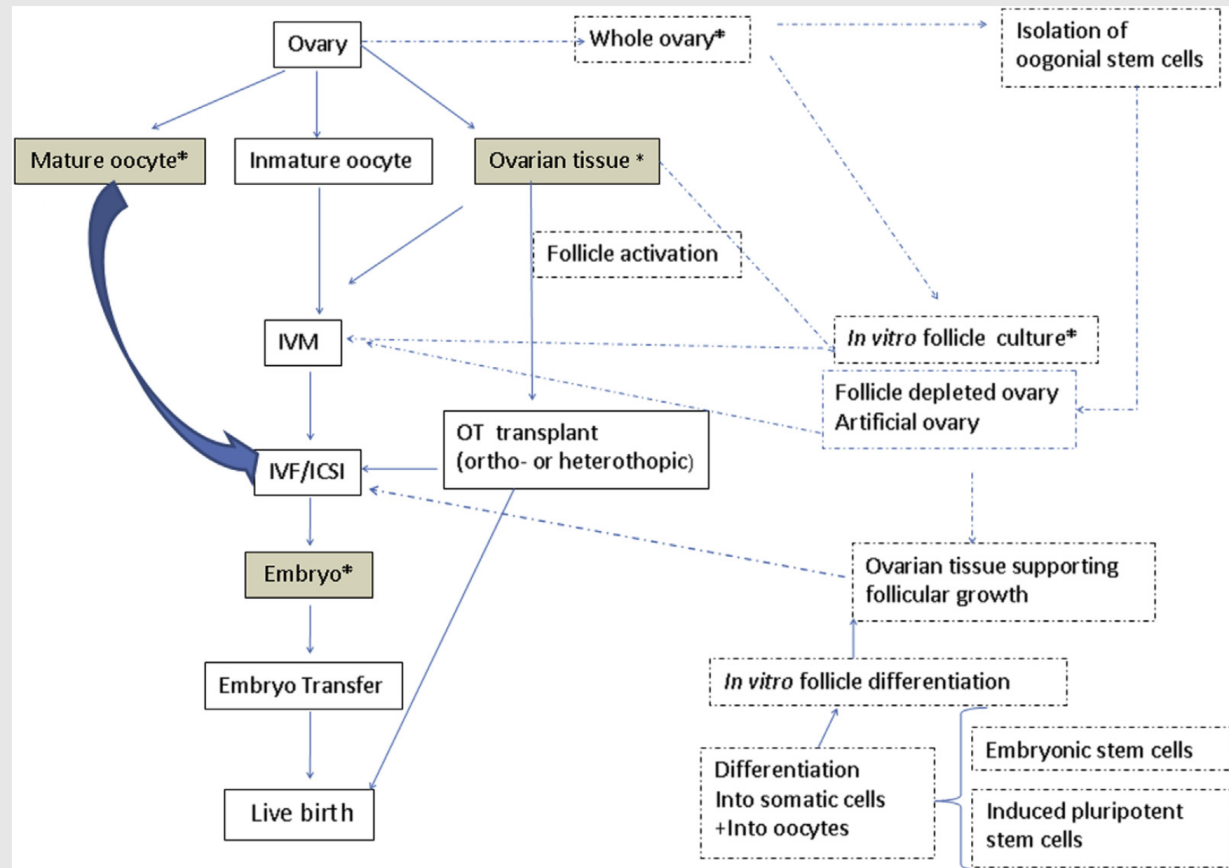 Ovary
Whole ovary*
Isolation of
oogonial stem cells
Mature oocyte*
Inmature oocyte
Ovarian tissue *
Follicle activation
IVM
In vitro follicle culture*
Follicle depleted ovary
Artificial ovary
OT transplant
(ortho- or heterothopic)
IVF/ICSI
Embryo*
Ovarian tissue supporting
follicular growth
Embryo Transfer
In vitro follicle differentiation
Embryonic stem cells
Differentiation
Into somatic cells
+Into oocytes
Induced pluripotent
stem cells
Live birth